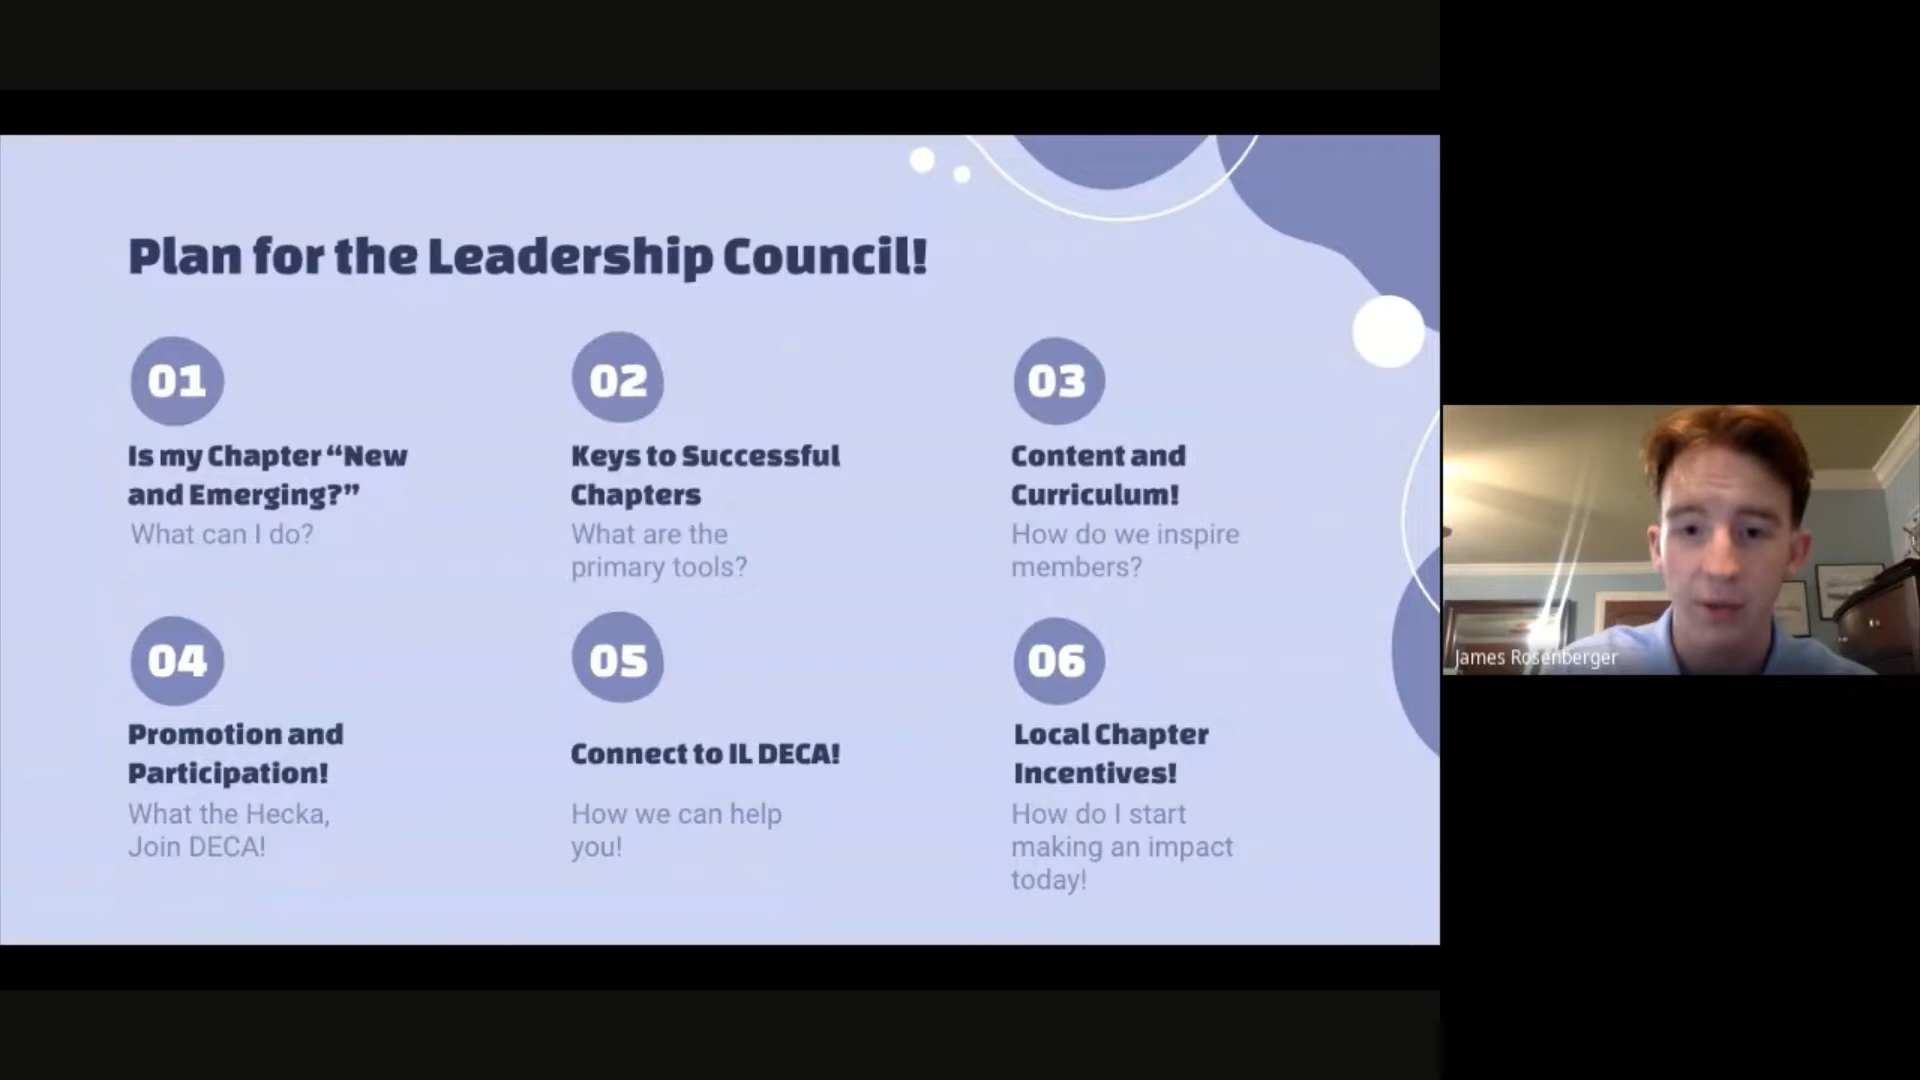 Plan for the Leadership Council!
01
Is my Chapter “New
and Emerging?”
What can I do?
02
Keys to Successful
Chapters
What are the
primary tools?
03
Content and
Curriculum!
How do we inspire
members?
04
Promotion and
Participation!
What the Hecka,
Join DECA!
05
Connect to IL DECA!
How we can help
you!
06
Local Chapter
Incentives!
How do I start
making an impact
today!
James Rosenberger